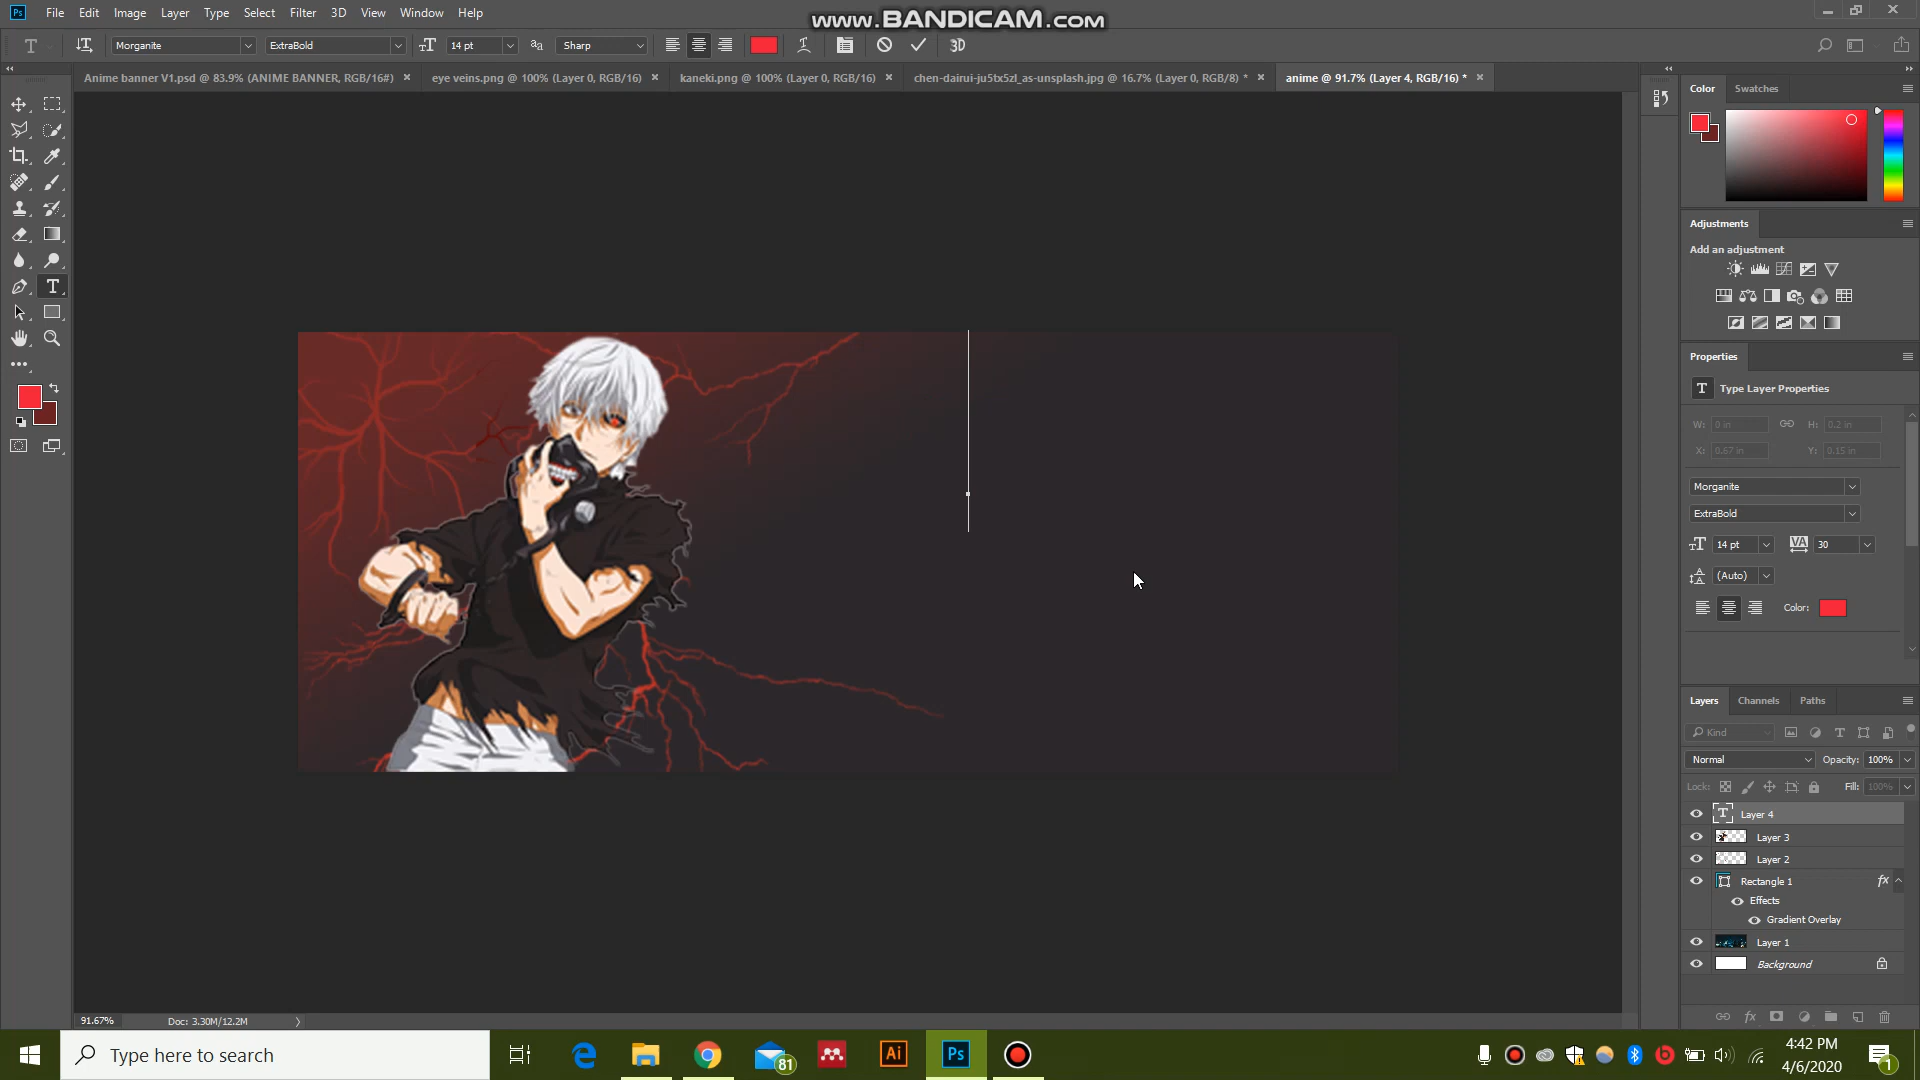 www.BANDICAM.com
Ps File Edit Image Layer Type Select Filter 3D View Window Help
Morganite ExtraBold 14 pt Sharp 3D
Anime banner V1.psd @ 83.9% (ANIME BANNER, RGB/16#) eye veins.png @ 100% (Layer 0, RGB/16) kaneki.png @ 100% (Layer 0, RGB/16) chen-dairui-ju5tx5zl_as-unsplash.jpg @ 16.7% (Layer 0, RGB/8) * anime @ 91.7% (Layer 4, RGB/16) *
Color Swatches
Adjustments
Add an adjustment
Properties
T Type Layer Properties
W: 0 in H: 0.2 in
X: 0.67 in Y: 0.15 in
Morganite
ExtraBold
14 pt VA 30
(Auto)
Color:
Layers Channels Paths
Kind
Normal Opacity: 100%
Lock: Fill: 100%
Layer 4
Layer 3
Layer 2
Rectangle 1 fx
Effects
Gradient Overlay
Layer 1
Background
91.67% Doc: 3.30M/12.2M
Type here to search
81
Ai
Ps
4:42 PM
4/6/2020
1